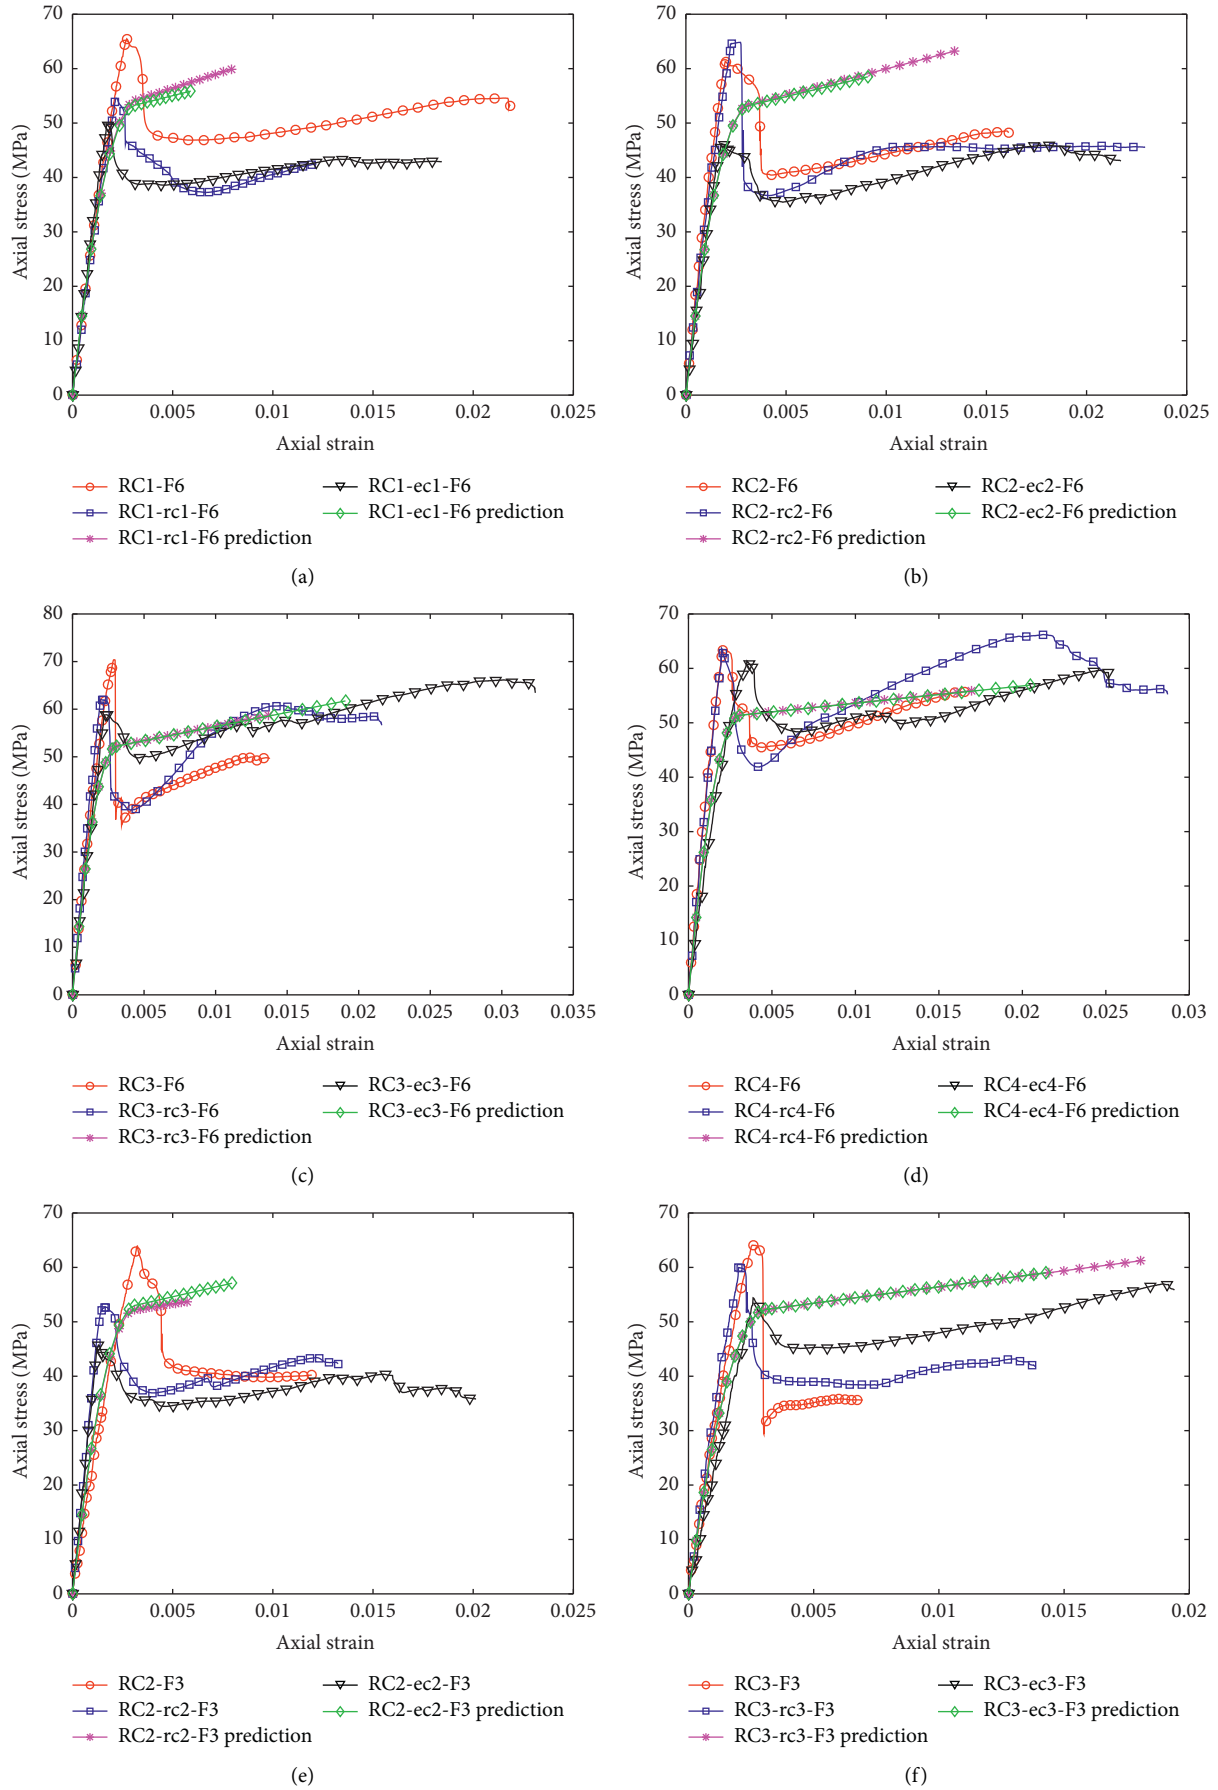 70
60
50
40
30
20
10
0
Axial stress (MPa)
0 0.005 0.01 0.015 0.02 0.025
Axial strain
RC1-F6
RC1-rc1-F6
RC1-rc1-F6 prediction
RC1-ec1-F6
RC1-ec1-F6 prediction
(a)
70
60
50
40
30
20
10
0
Axial stress (MPa)
0 0.005 0.01 0.015 0.02 0.025
Axial strain
RC2-F6
RC2-rc2-F6
RC2-rc2-F6 prediction
RC2-ec2-F6
RC2-ec2-F6 prediction
(b)
80
70
60
50
40
30
20
10
0
Axial stress (MPa)
0 0.005 0.01 0.015 0.02 0.025 0.03 0.035
Axial strain
RC3-F6
RC3-rc3-F6
RC3-rc3-F6 prediction
RC3-ec3-F6
RC3-ec3-F6 prediction
(c)
70
60
50
40
30
20
10
0
Axial stress (MPa)
0 0.005 0.01 0.015 0.02 0.025 0.03
Axial strain
RC4-F6
RC4-rc4-F6
RC4-rc4-F6 prediction
RC4-ec4-F6
RC4-ec4-F6 prediction
(d)
70
60
50
40
30
20
10
0
Axial stress (MPa)
0 0.005 0.01 0.015 0.02 0.025
Axial strain
RC2-F3
RC2-rc2-F3
RC2-rc2-F3 prediction
RC2-ec2-F3
RC2-ec2-F3 prediction
(e)
70
60
50
40
30
20
10
0
Axial stress (MPa)
0 0.005 0.01 0.015 0.02
Axial strain
RC3-F3
RC3-rc3-F3
RC3-rc3-F3 prediction
RC3-ec3-F3
RC3-ec3-F3 prediction
(f)